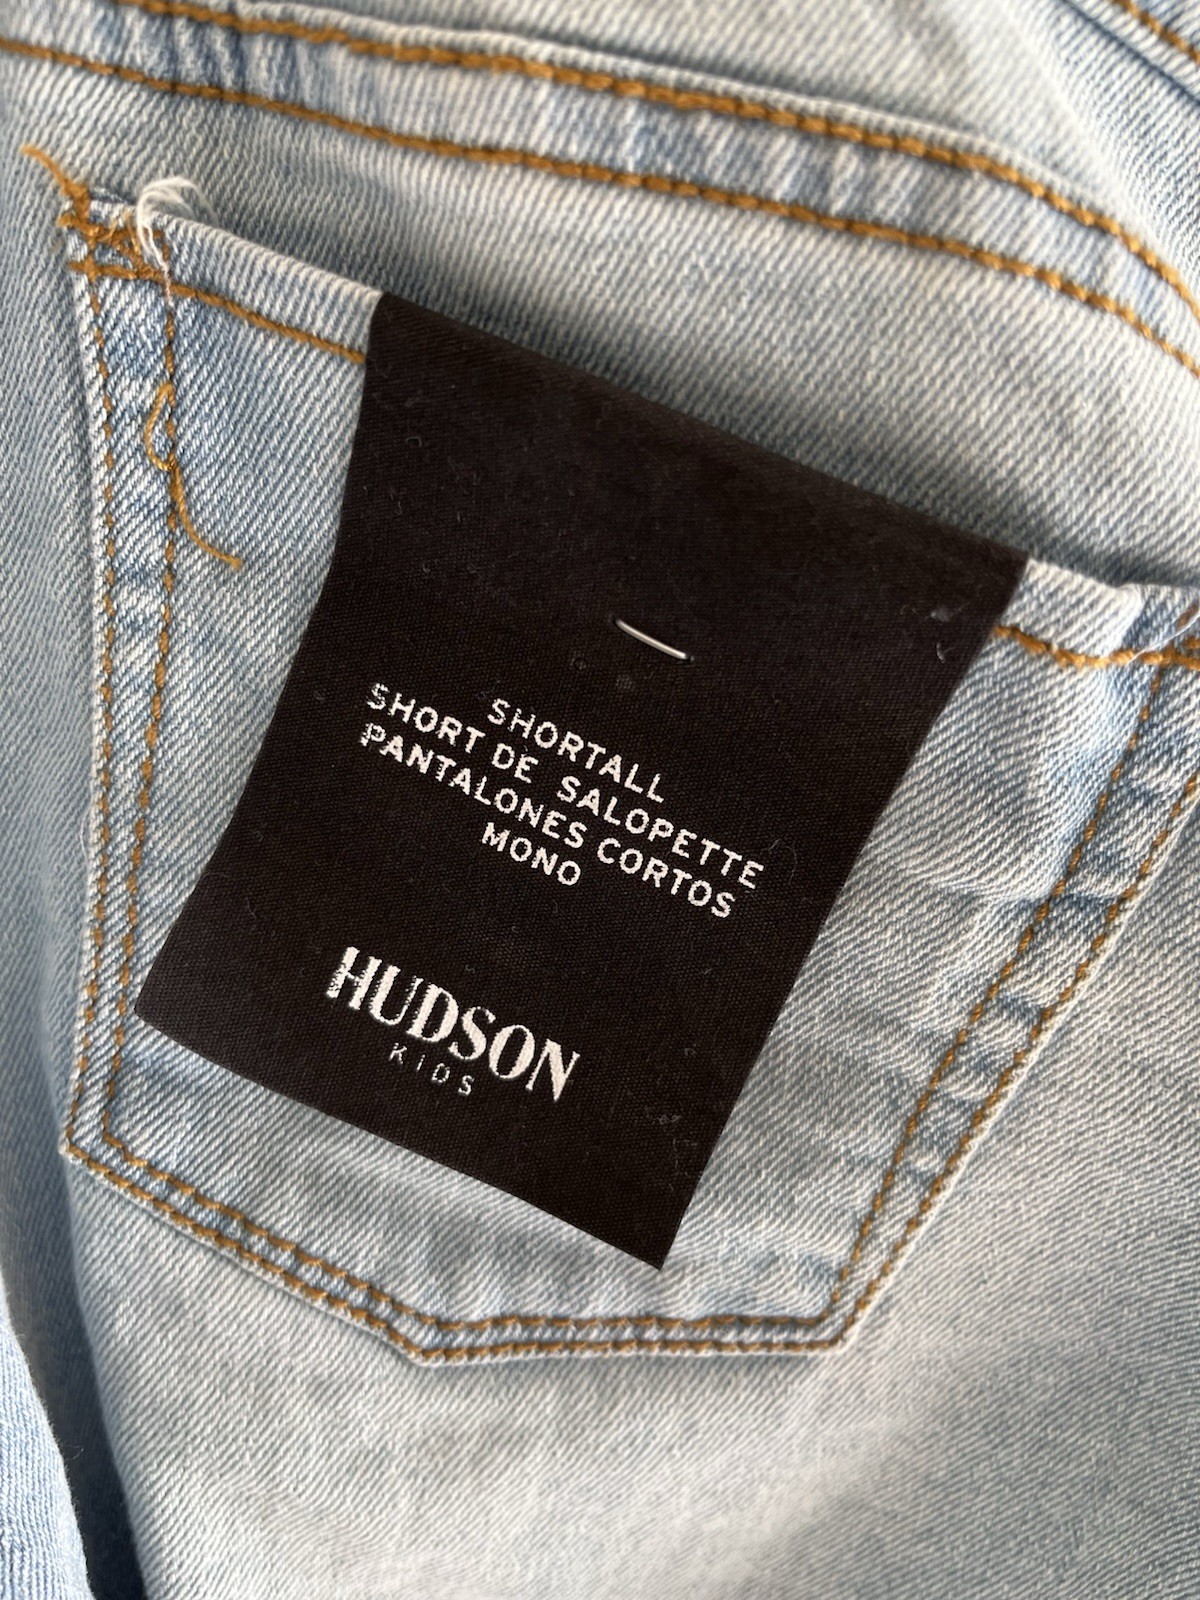 SHORTALL
SHORT DE SALOPETTE
PANTALONES CORTOS
MONO
HUDSON
KIDS